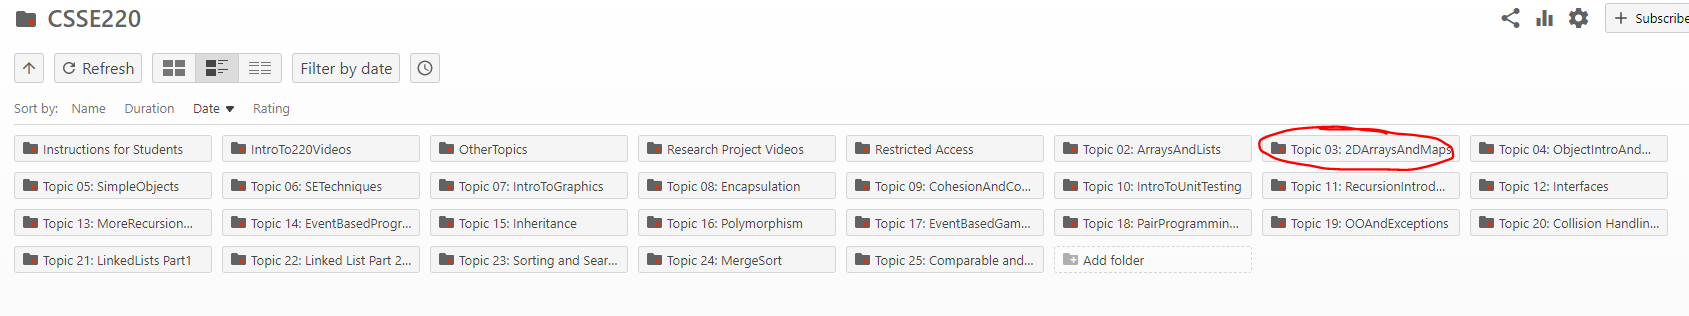 CSSE220
+ Subscribe
Refresh
Filter by date
Sort by: Name Duration Date Rating
Instructions for Students IntroTo220Videos OtherTopics Research Project Videos Restricted Access Topic 02: ArraysAndLists Topic 03: 2DArraysAndMaps Topic 04: ObjectIntroAnd...
Topic 05: SimpleObjects Topic 06: SETechniques Topic 07: IntroToGraphics Topic 08: Encapsulation Topic 09: CohesionAndCo... Topic 10: IntroToUnitTesting Topic 11: RecursionIntrod... Topic 12: Interfaces
Topic 13: MoreRecursion... Topic 14: EventBasedProgr... Topic 15: Inheritance Topic 16: Polymorphism Topic 17: EventBasedGam... Topic 18: PairProgrammin... Topic 19: OOAndExceptions Topic 20: Collision Handlin...
Topic 21: LinkedLists Part1 Topic 22: Linked List Part 2... Topic 23: Sorting and Sear... Topic 24: MergeSort Topic 25: Comparable and... Add folder